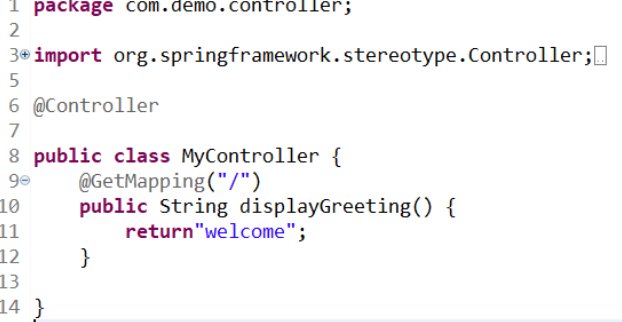 1 package com.demo.controller;
2
3 import org.springframework.stereotype.Controller;
5
6 @Controller
7
8 public class MyController {
9 @GetMapping("/")
10 public String displayGreeting() {
11 return"welcome";
12 }
13
14 }